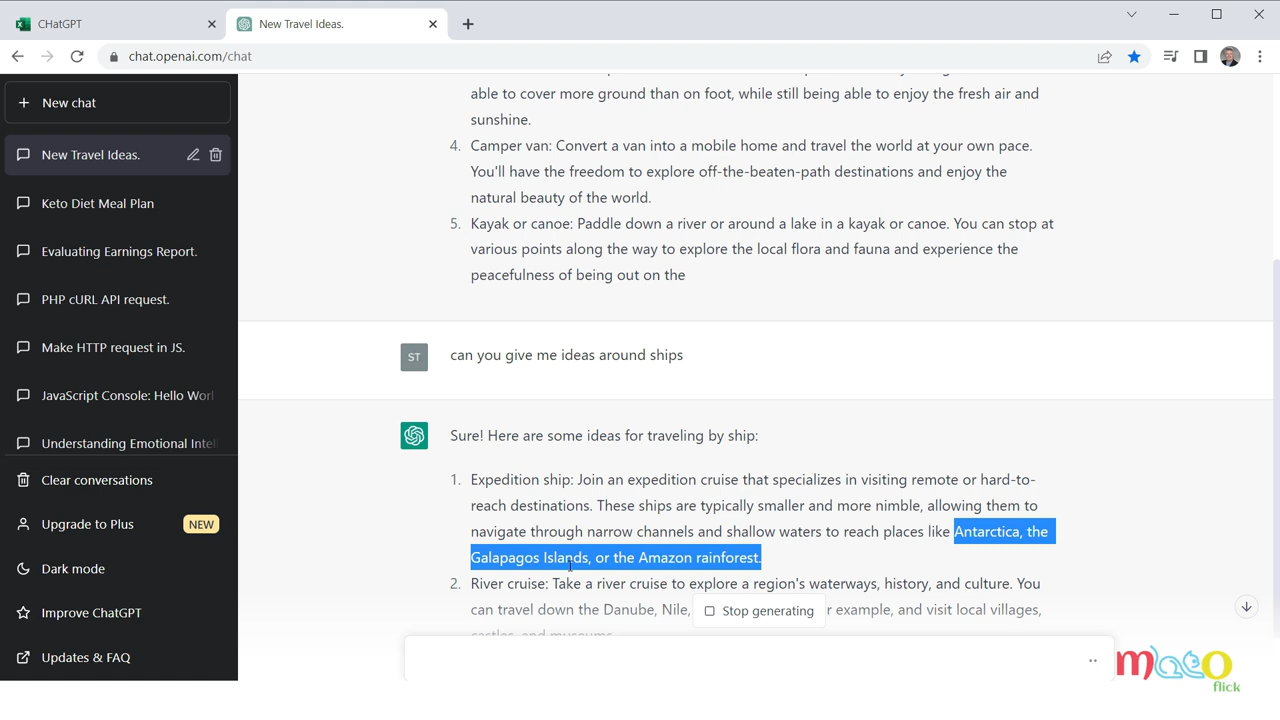 CHatGPT
New Travel Ideas.
chat.openai.com/chat
New chat
New Travel Ideas.
Keto Diet Meal Plan
Evaluating Earnings Report.
PHP cURL API request.
Make HTTP request in JS.
JavaScript Console: Hello Worl
Understanding Emotional Intel
Clear conversations
Upgrade to Plus NEW
Dark mode
Improve ChatGPT
Updates & FAQ
able to cover more ground than on foot, while still being able to enjoy the fresh air and
sunshine.
4. Camper van: Convert a van into a mobile home and travel the world at your own pace.
You'll have the freedom to explore off-the-beaten-path destinations and enjoy the
natural beauty of the world.
5. Kayak or canoe: Paddle down a river or around a lake in a kayak or canoe. You can stop at
various points along the way to explore the local flora and fauna and experience the
peacefulness of being out on the
ST can you give me ideas around ships
Sure! Here are some ideas for traveling by ship:
1. Expedition ship: Join an expedition cruise that specializes in visiting remote or hard-to-
reach destinations. These ships are typically smaller and more nimble, allowing them to
navigate through narrow channels and shallow waters to reach places like Antarctica, the
Galapagos Islands, or the Amazon rainforest.
2. River cruise: Take a river cruise to explore a region's waterways, history, and culture. You
can travel down the Danube, Nile, r example, and visit local villages,
castles, and museums.
Stop generating
flick